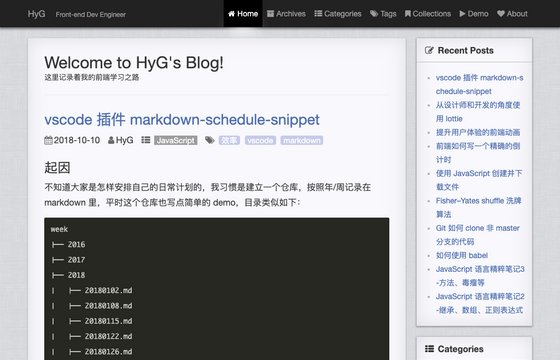 HyG Front-end Dev Engineer Home Archives Categories Tags Collections Demo About
Welcome to HyG's Blog!
这里记录着我的前端学习之路
vscode 插件 markdown-schedule-snippet
2018-10-10 HyG JavaScript 效率 vscode markdown
起因
不知道大家是怎样安排自己的日常计划的，我习惯是建立一个仓库，按照年/周记录在
markdown 里，平时这个仓库也写点简单的 demo，目录类似如下：
week
├── 2016
├── 2017
├── 2018
| ├── 20180102.md
| ├── 20180108.md
| ├── 20180115.md
| ├── 20180122.md
| ├── 20180126.md
Recent Posts
vscode 插件 markdown-s
chedule-snippet
从设计师和开发的角度使
用 lottie
提升用户体验的前端动画
前端如何写一个精确的倒
计时
使用 JavaScript 创建并下
载文件
Fisher–Yates shuffle 洗牌
算法
Git 如何 clone 非 master
分支的代码
如何使用 babel
JavaScript 语言精粹笔记3
-方法、毒瘤等
JavaScript 语言精粹笔记2
-继承、数组、正则表达式
Categories